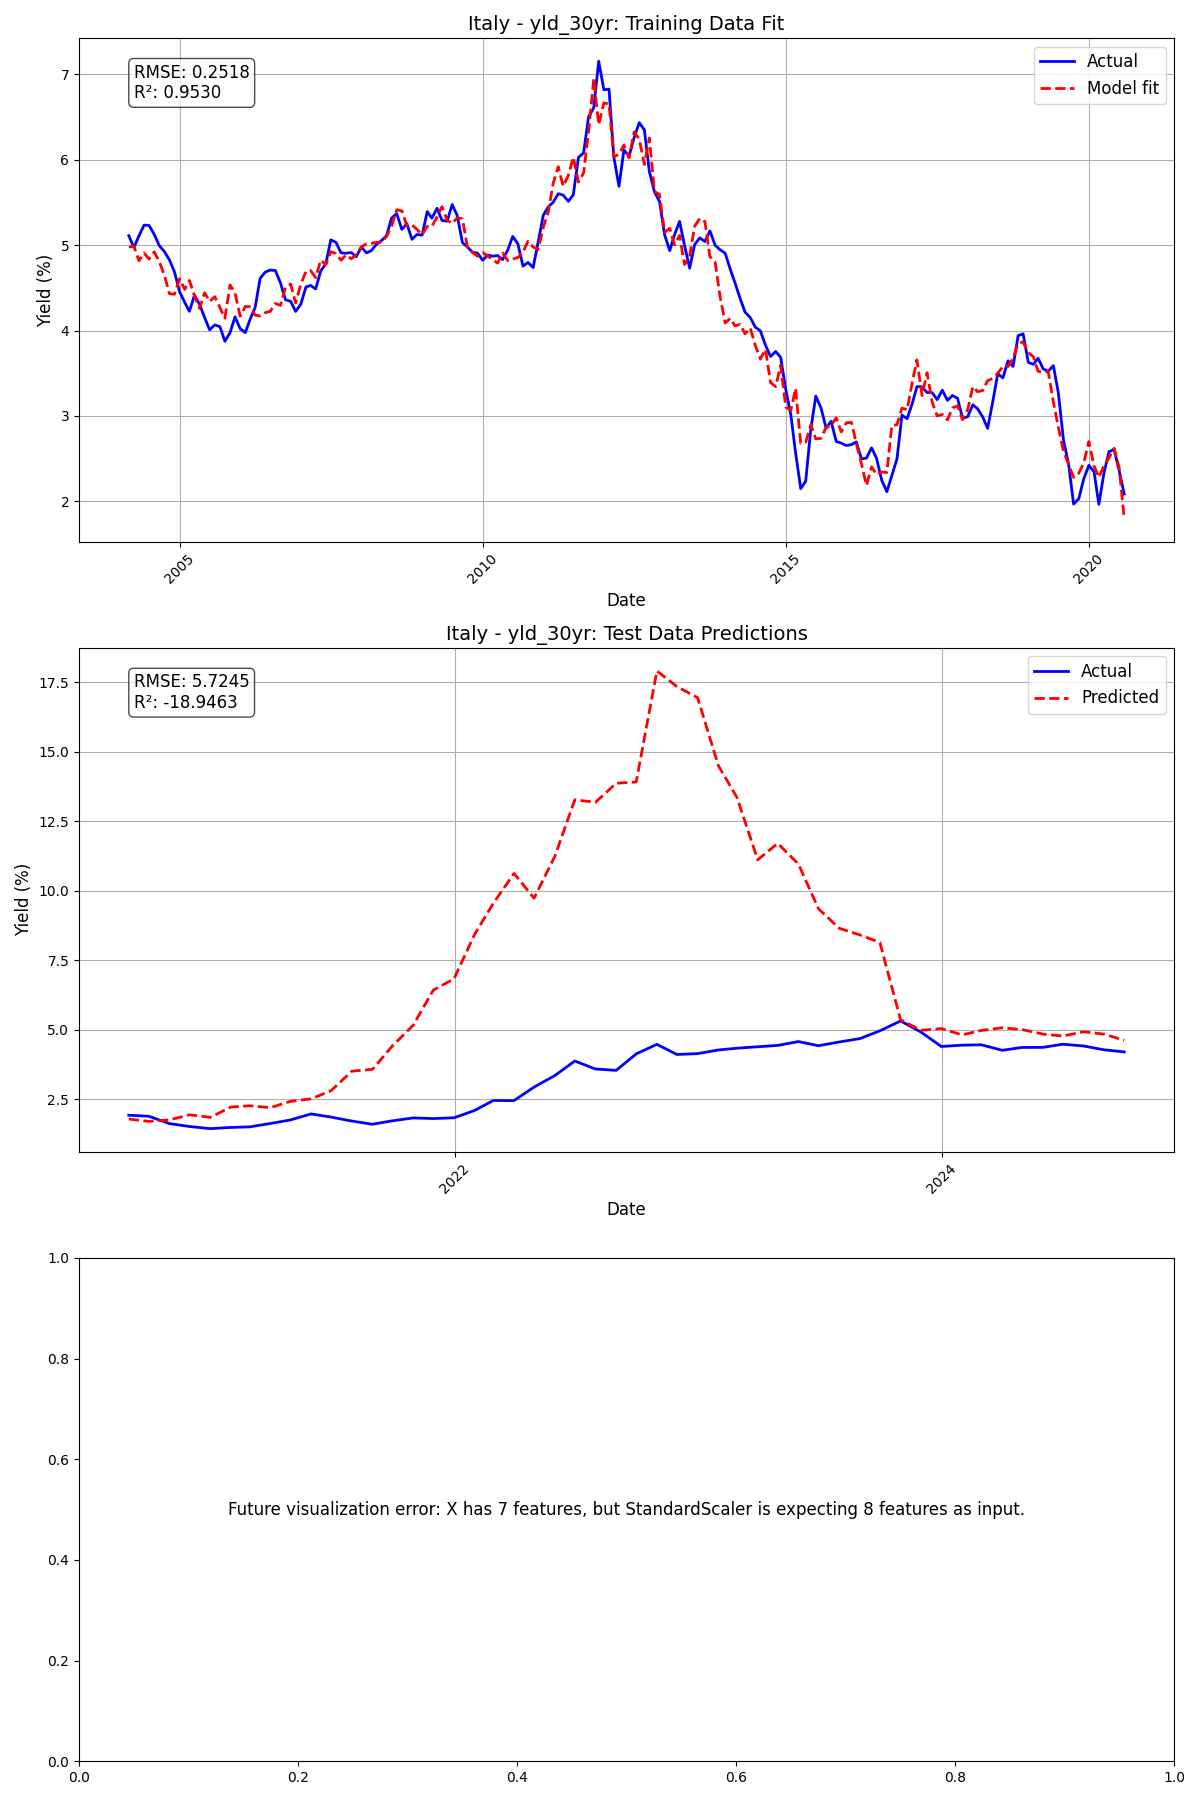 Italy - yld_30yr: Training Data Fit
RMSE: 0.2518
R²: 0.9530
Actual
Model fit
7
6
5
4
3
2
Yield (%)
2005
2010
2015
2020
Date
Italy - yld_30yr: Test Data Predictions
RMSE: 5.7245
R²: -18.9463
Actual
Predicted
17.5
15.0
12.5
10.0
7.5
5.0
2.5
Yield (%)
2022
2024
Date
1.0
0.8
0.6
0.4
0.2
0.0
Future visualization error: X has 7 features, but StandardScaler is expecting 8 features as input.
0.0
0.2
0.4
0.6
0.8
1.0